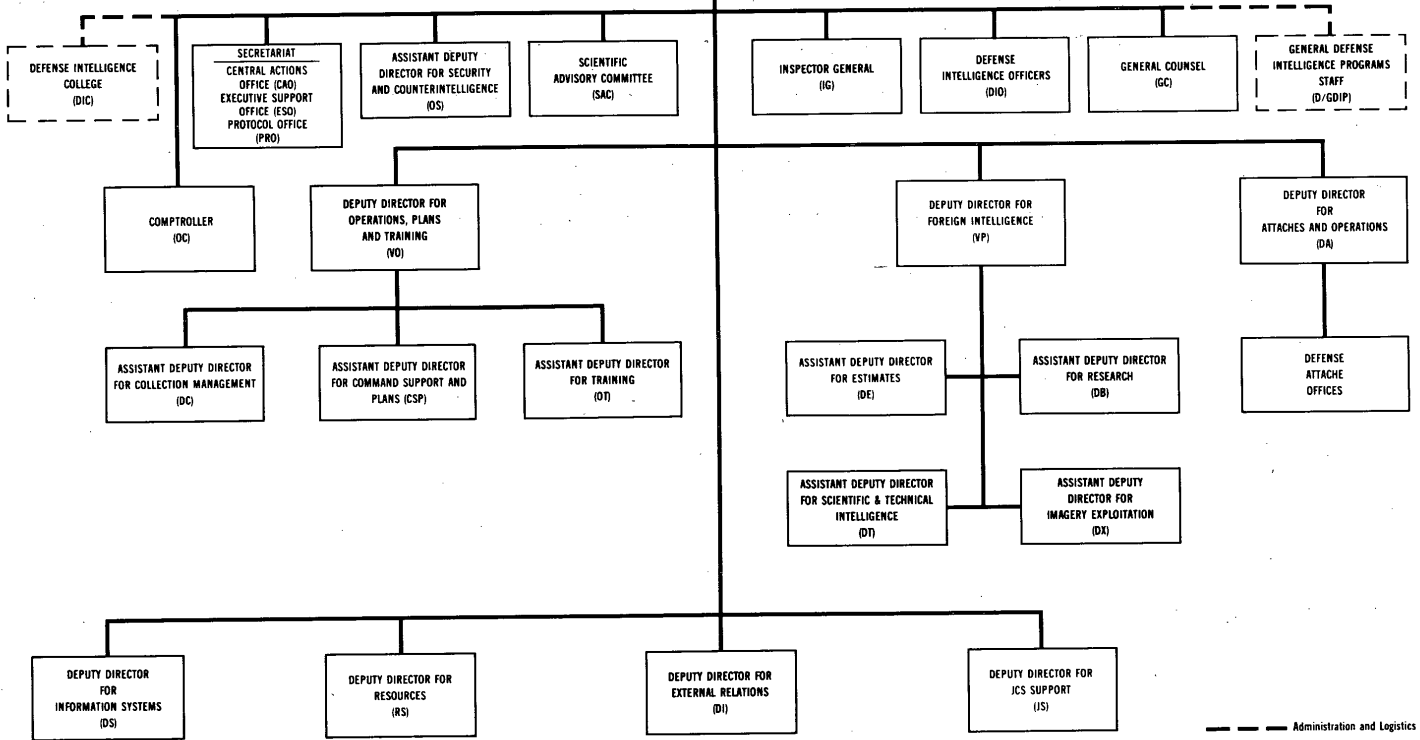 DEFENSE INTELLIGENCE
COLLEGE
(DIC)
SECRETARIAT
CENTRAL ACTIONS
OFFICE (CAO)
EXECUTIVE SUPPORT
OFFICE (ESO)
PROTOCOL OFFICE
(PRO)
ASSISTANT DEPUTY
DIRECTOR FOR SECURITY
AND COUNTERINTELLIGENCE
(OS)
SCIENTIFIC
ADVISORY COMMITTEE
(SAC)
INSPECTOR GENERAL
(IG)
DEFENSE
INTELLIGENCE OFFICERS
(DIO)
GENERAL COUNSEL
(GC)
GENERAL DEFENSE
INTELLIGENCE PROGRAMS
STAFF
(D/GDIP)
COMPTROLLER
(OC)
DEPUTY DIRECTOR FOR
OPERATIONS, PLANS
AND TRAINING
(VO)
DEPUTY DIRECTOR FOR
FOREIGN INTELLIGENCE
(VP)
DEPUTY DIRECTOR
FOR
ATTACHES AND OPERATIONS
(DA)
ASSISTANT DEPUTY DIRECTOR
FOR COLLECTION MANAGEMENT
(DC)
ASSISTANT DEPUTY DIRECTOR
FOR COMMAND SUPPORT AND
PLANS (CSP)
ASSISTANT DEPUTY DIRECTOR
FOR TRAINING
(OT)
ASSISTANT DEPUTY DIRECTOR
FOR ESTIMATES
(DE)
ASSISTANT DEPUTY DIRECTOR
FOR RESEARCH
(DB)
DEFENSE
ATTACHE
OFFICES
ASSISTANT DEPUTY DIRECTOR
FOR SCIENTIFIC & TECHNICAL
INTELLIGENCE
(DT)
ASSISTANT DEPUTY
DIRECTOR FOR
IMAGERY EXPLOITATION
(DX)
DEPUTY DIRECTOR
FOR
INFORMATION SYSTEMS
(DS)
DEPUTY DIRECTOR FOR
RESOURCES
(RS)
DEPUTY DIRECTOR FOR
EXTERNAL RELATIONS
(DI)
DEPUTY DIRECTOR FOR
JCS SUPPORT
(JS)
Administration and Logistics